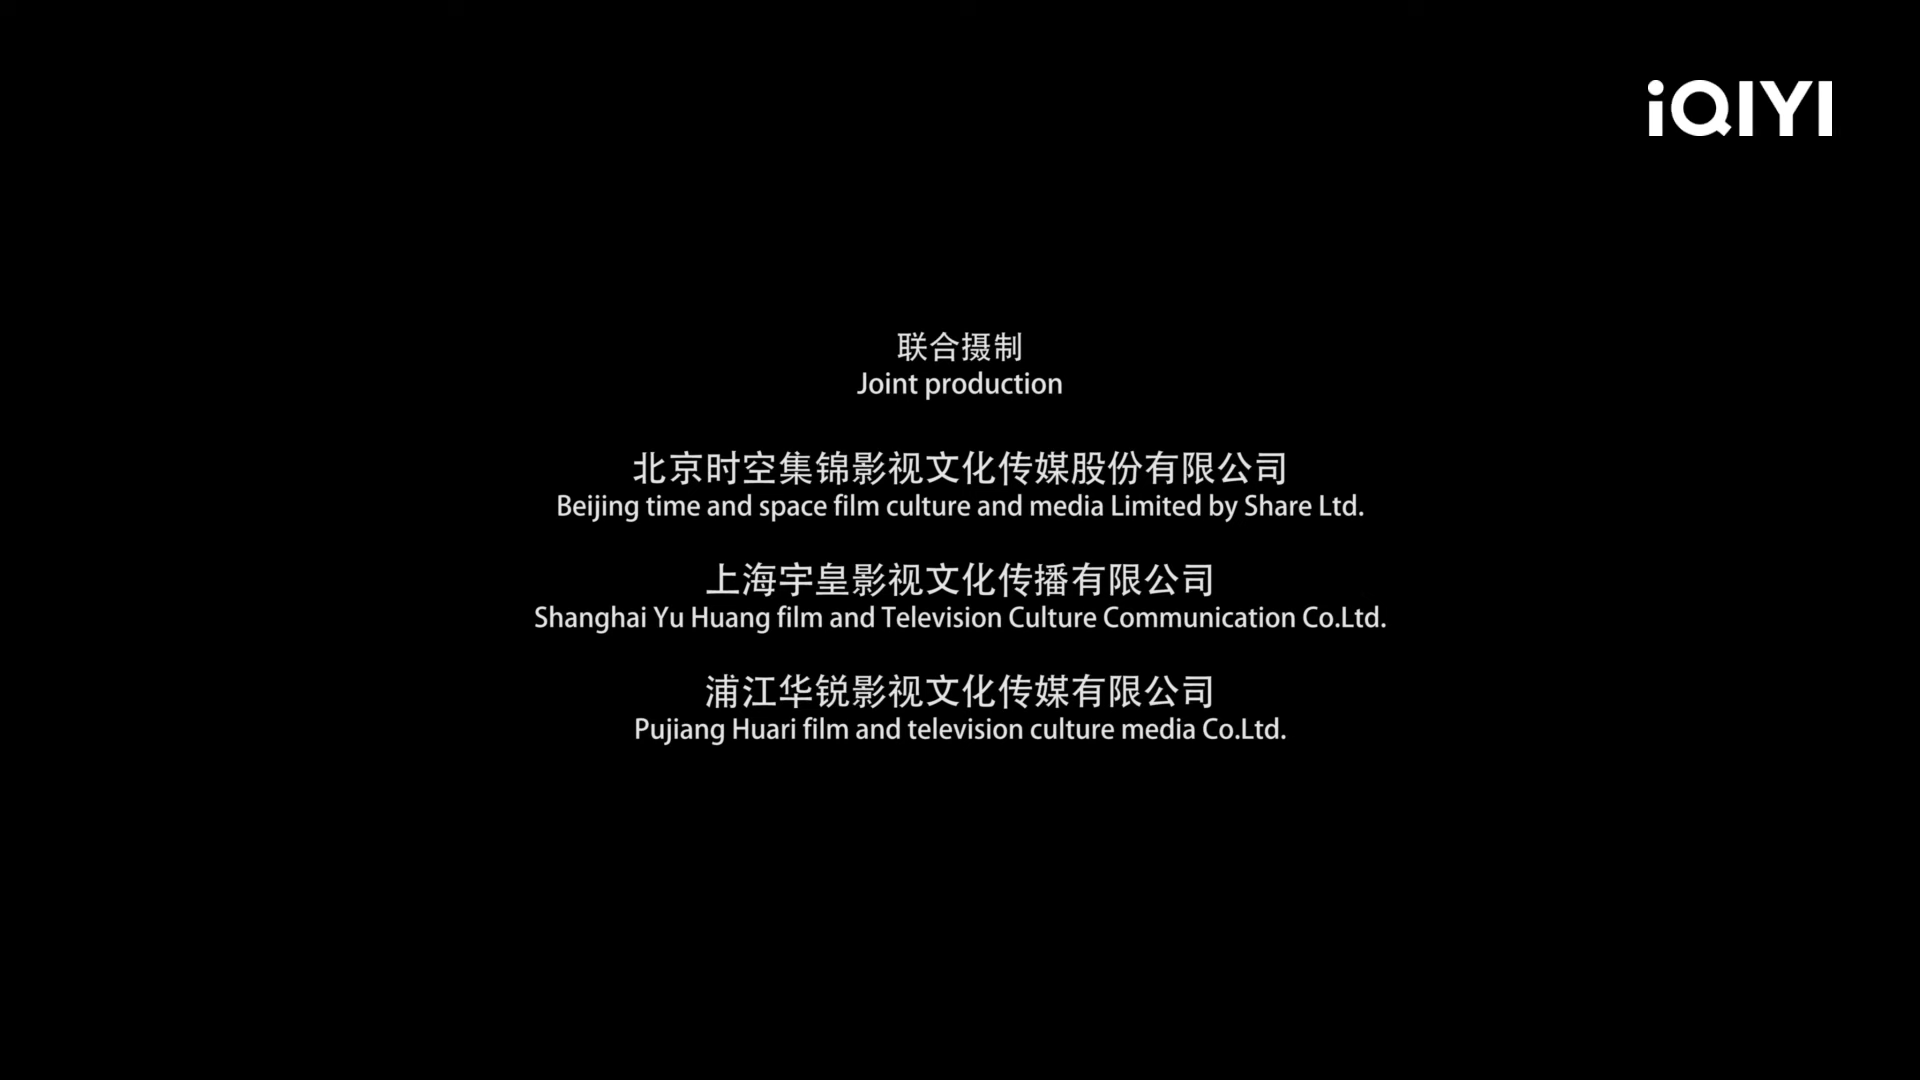 iQIYI
联合摄制
Joint production
北京时空集锦影视文化传媒股份有限公司
Beijing time and space film culture and media Limited by Share Ltd.
上海宇皇影视文化传播有限公司
Shanghai Yu Huang film and Television Culture Communication Co.Ltd.
浦江华锐影视文化传媒有限公司
Pujiang Huari film and television culture media Co.Ltd.